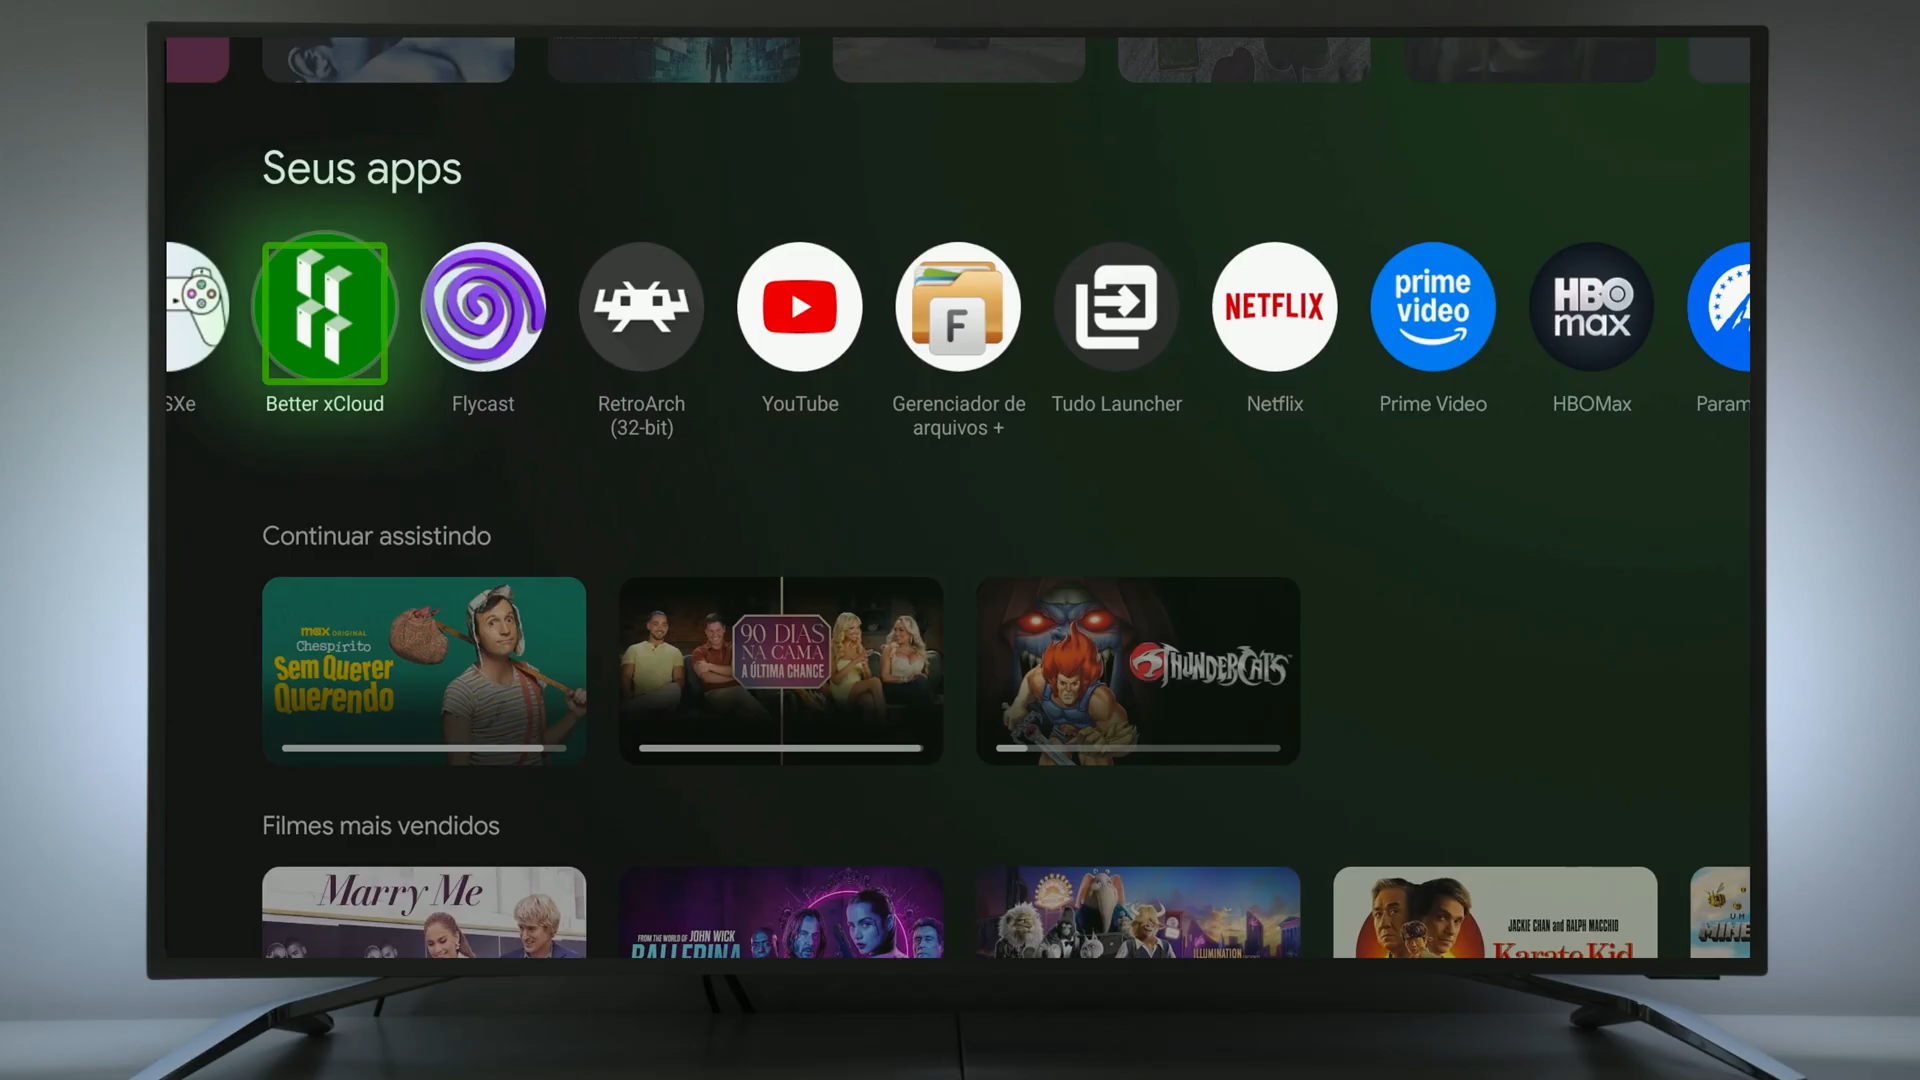 Seus apps
prime
video
HBO
max
NETFLIX
F
SXe
Better xCloud
Flycast
RetroArch
(32-bit)
YouTube
Gerenciador de
arquivos +
Tudo Launcher
Netflix
Prime Video
HBOMax
Param
Continuar assistindo
max ORIGINAL
Chespirito
Sem Querer
Querendo
90 DIAS
NA CAMA
A ÚLTIMA CHANCE
THUNDERCATS
Filmes mais vendidos
Marry Me
FROM THE WORLD OF JOHN WICK
BALLERINA
ILLUMINATION
JACKIE CHAN and RALPH MACCHIO
Karate Kid
UM
MINE